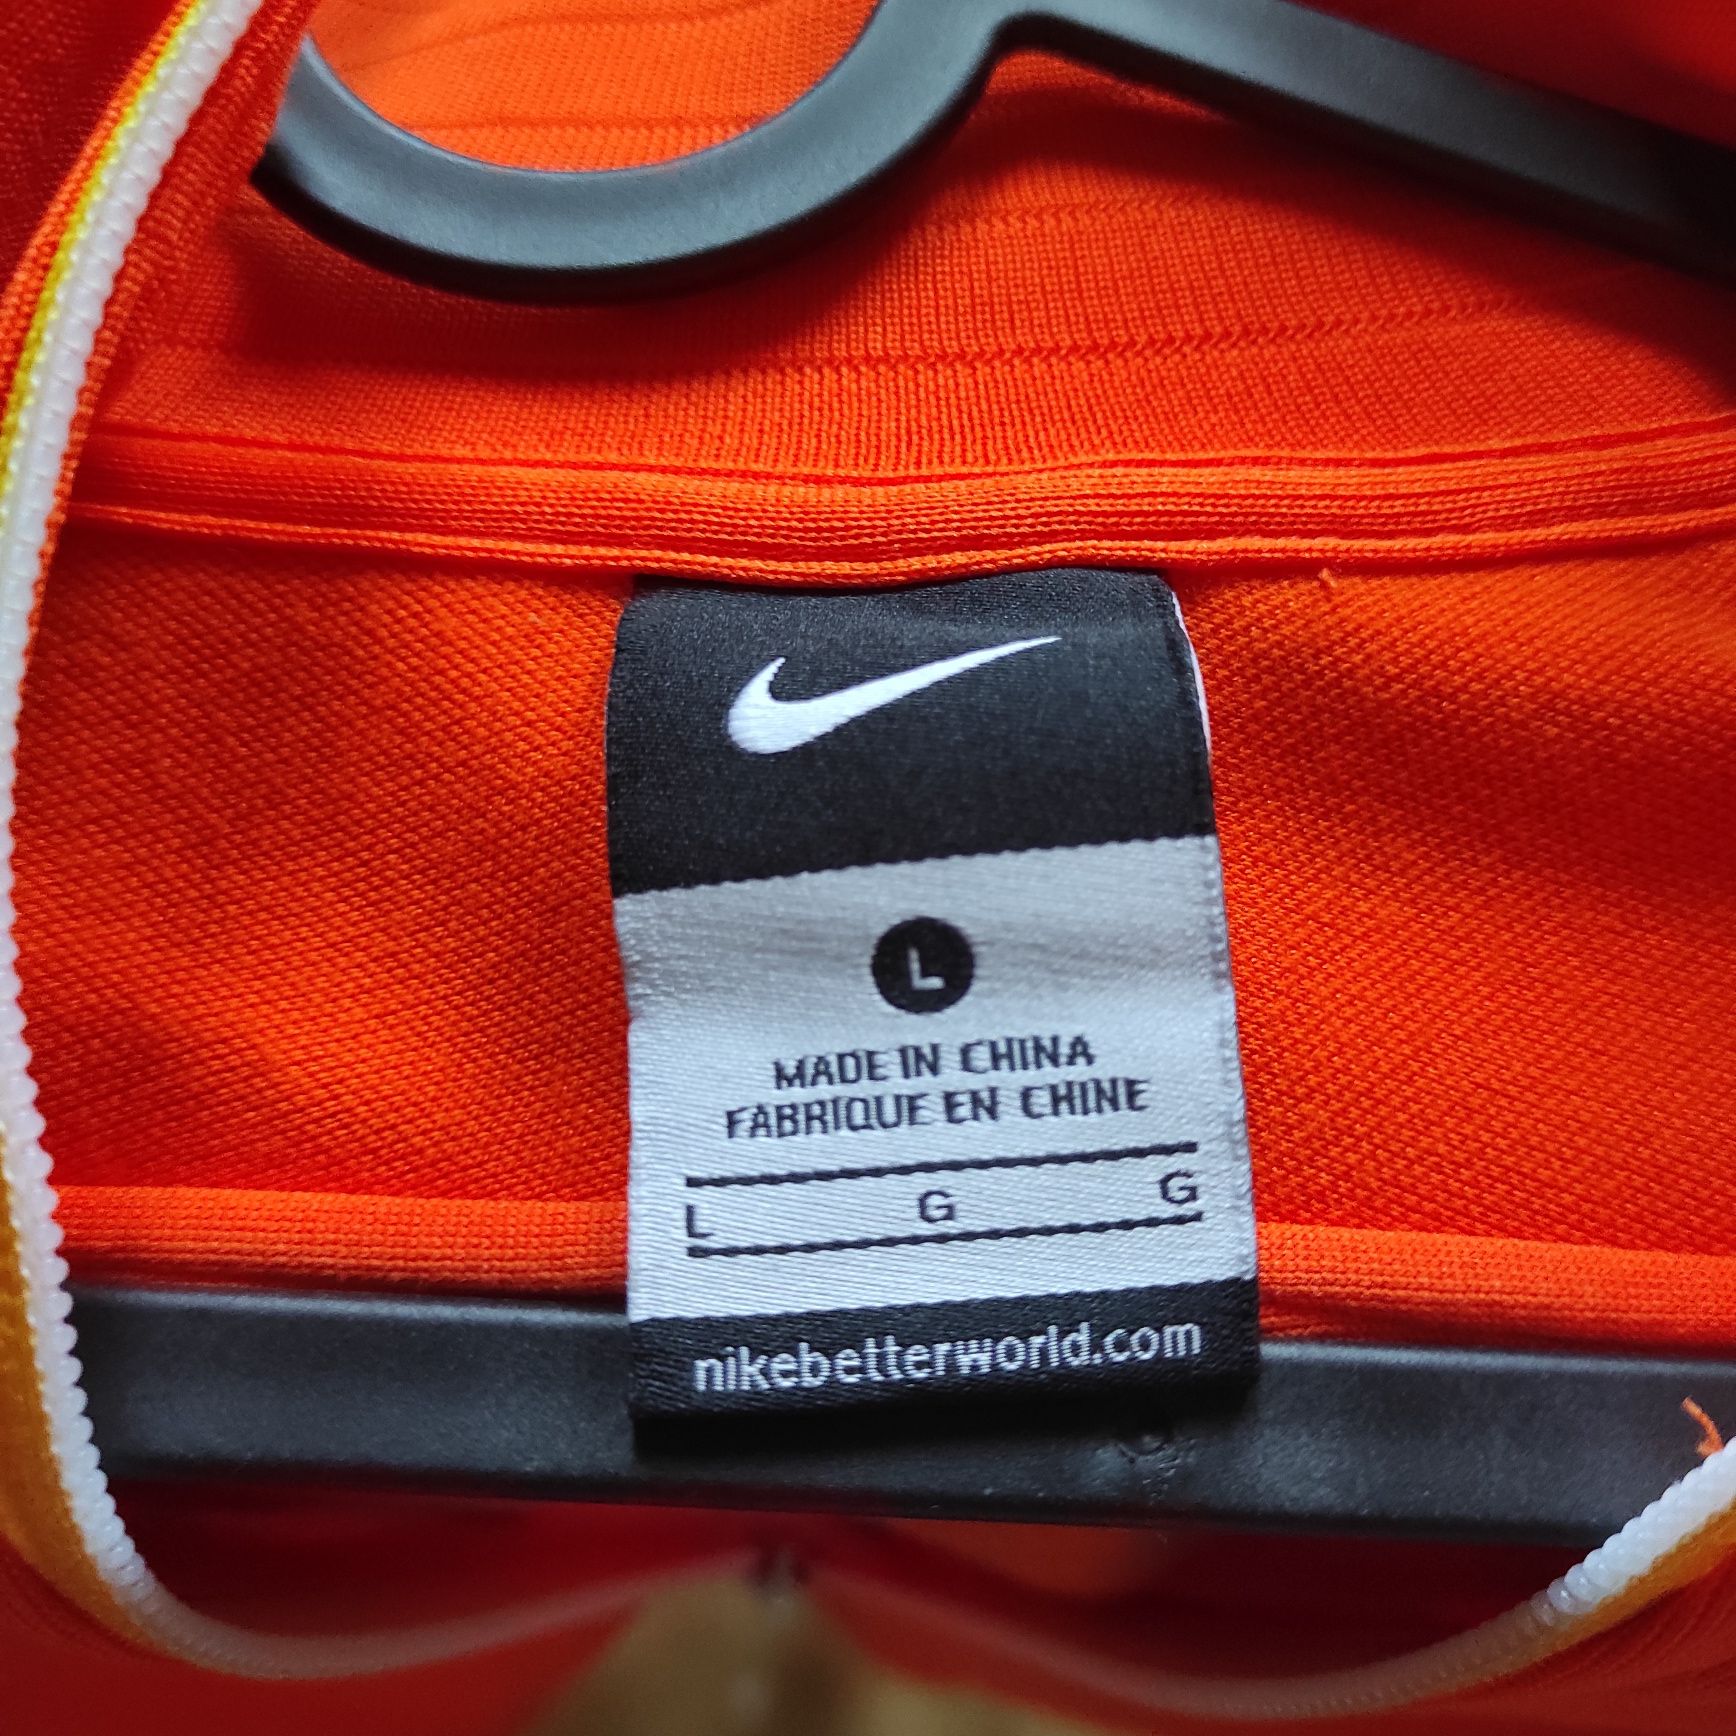 L
MADE IN CHINA
FABRIQUE EN CHINE
L G G
nikebetterworld.com